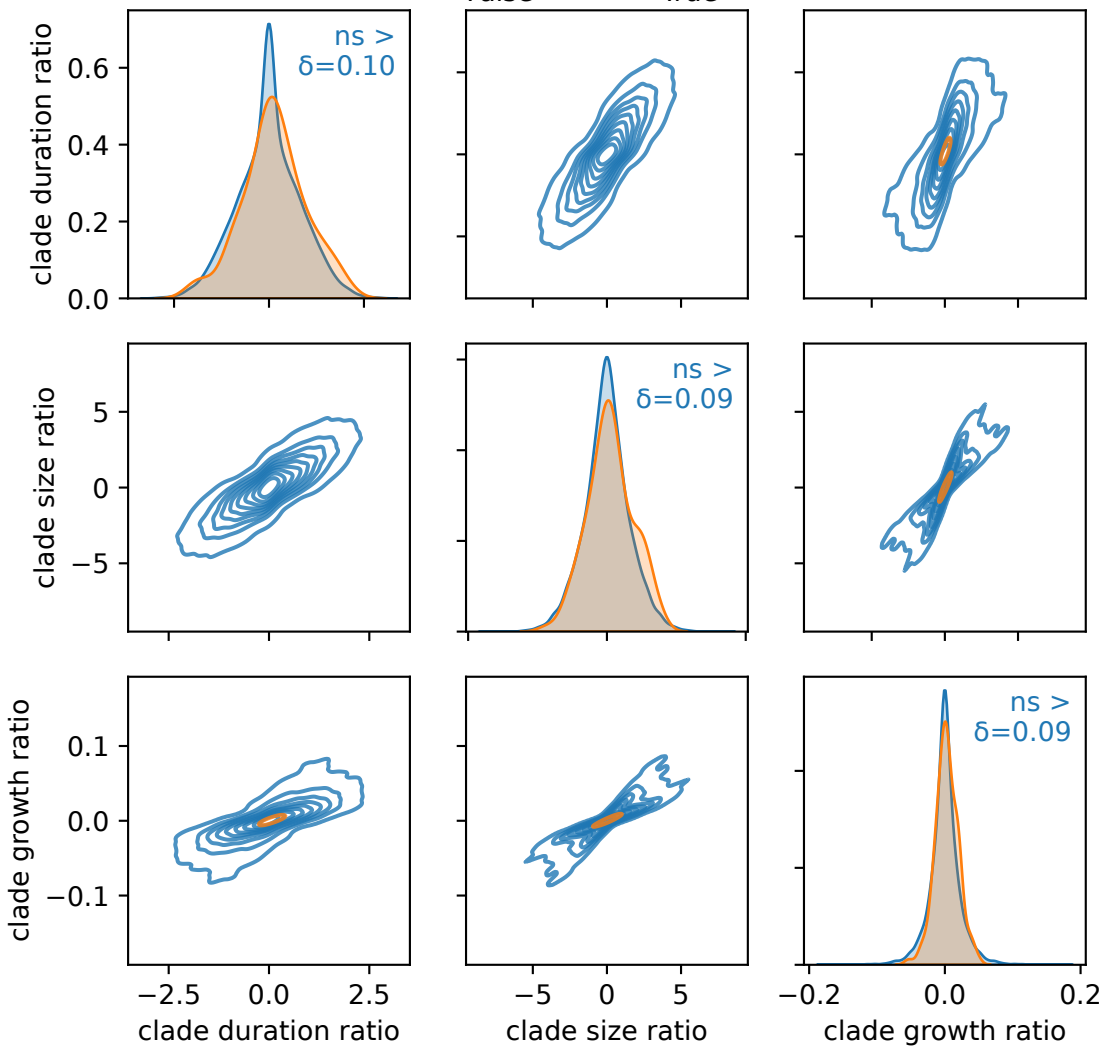 clade duration ratio
0.6
0.4
0.2
0.0
ns >
δ=0.10
clade size ratio
5
0
−5
ns >
δ=0.09
clade growth ratio
0.1
0.0
−0.1
ns >
δ=0.09
−2.5 0.0 2.5
−5 0 5
−0.2 0.0 0.2
clade duration ratio
clade size ratio
clade growth ratio